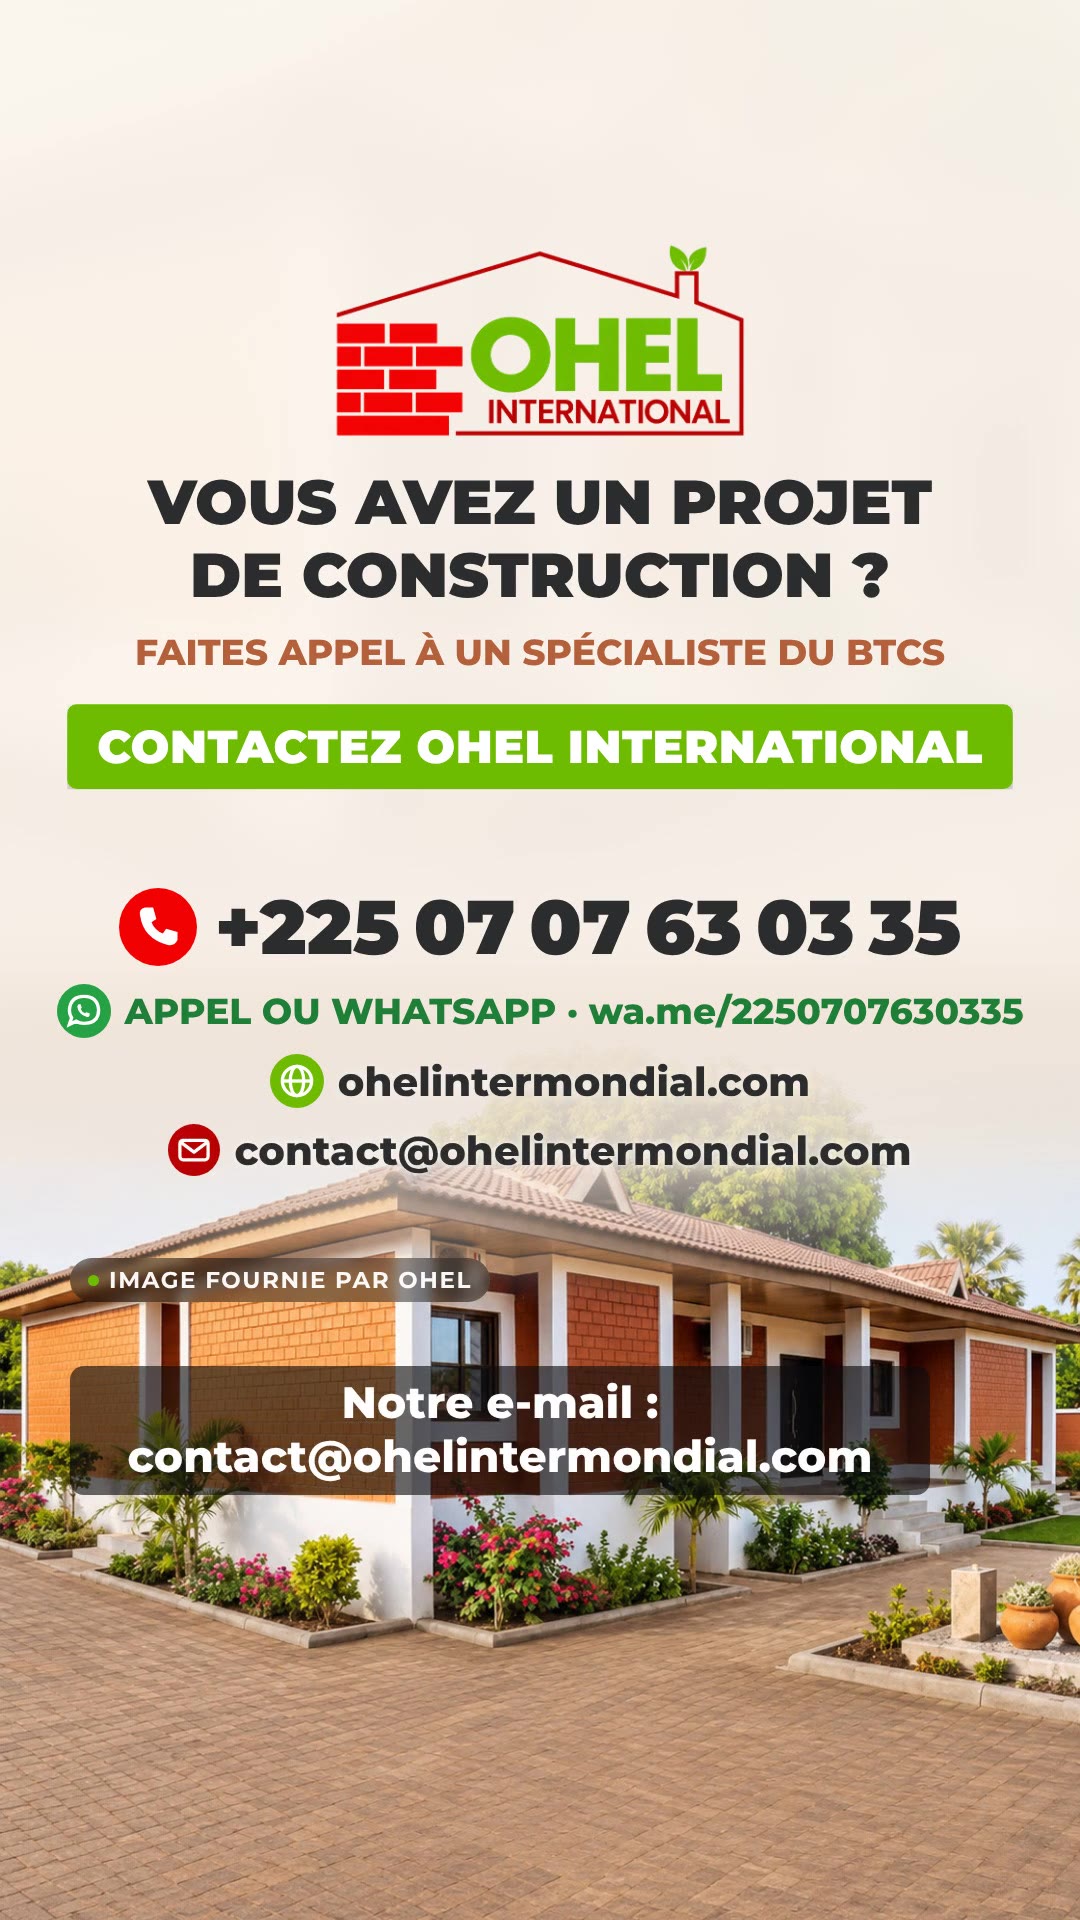 OHEL
INTERNATIONAL
VOUS AVEZ UN PROJET
DE CONSTRUCTION ?
FAITES APPEL À UN SPÉCIALISTE DU BTCS
CONTACTEZ OHEL INTERNATIONAL
+225 07 07 63 03 35
APPEL OU WHATSAPP · wa.me/2250707630335
ohelintermondial.com
contact@ohelintermondial.com
IMAGE FOURNIE PAR OHEL
Notre e-mail :
contact@ohelintermondial.com